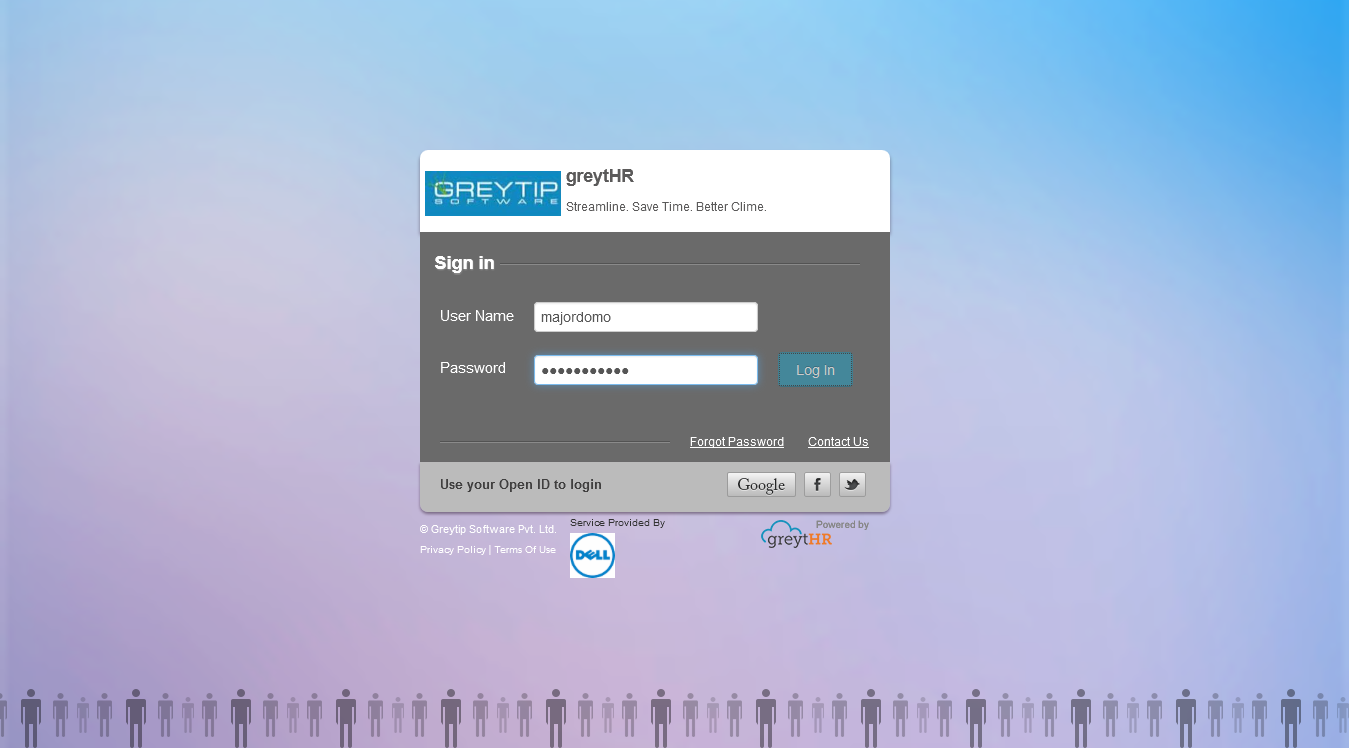 GREYTIP
SOFTWARE
greytHR
Streamline. Save Time. Better Clime.
Sign in
User Name
majordomo
Password
●●●●●●●●●●●
Log In
Forgot Password
Contact Us
Use your Open ID to login
Google
f
© Greytip Software Pvt. Ltd.
Privacy Policy | Terms Of Use
Service Provided By
DELL
Powered by
greytHR